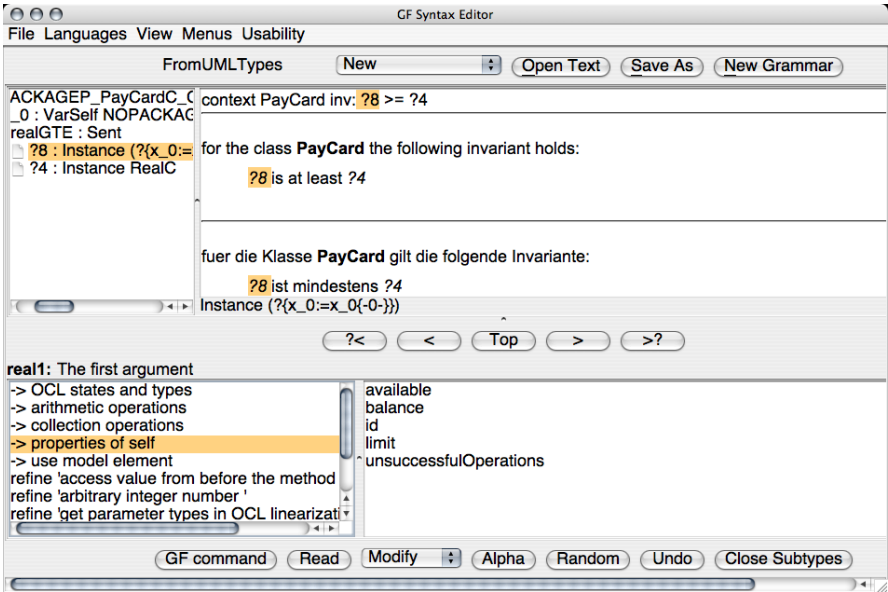 GF Syntax Editor
File Languages View Menus Usability
FromUMLTypes New Open Text Save As New Grammar
ACKAGEP_PayCardC_C
_0 : VarSelf NOPACKAG
realGTE : Sent
?8 : Instance (?{x_0:=
?4 : Instance RealC
context PayCard inv: ?8 >= ?4
for the class PayCard the following invariant holds:
?8 is at least ?4
fuer die Klasse PayCard gilt die folgende Invariante:
?8 ist mindestens ?4
Instance (?{x_0:=x_0{-0-}})
?< < Top > >?
real1: The first argument
-> OCL states and types
-> arithmetic operations
-> collection operations
-> properties of self
-> use model element
refine 'access value from before the method
refine 'arbitrary integer number '
refine 'get parameter types in OCL linearizati
available
balance
id
limit
unsuccessfulOperations
GF command Read Modify Alpha Random Undo Close Subtypes